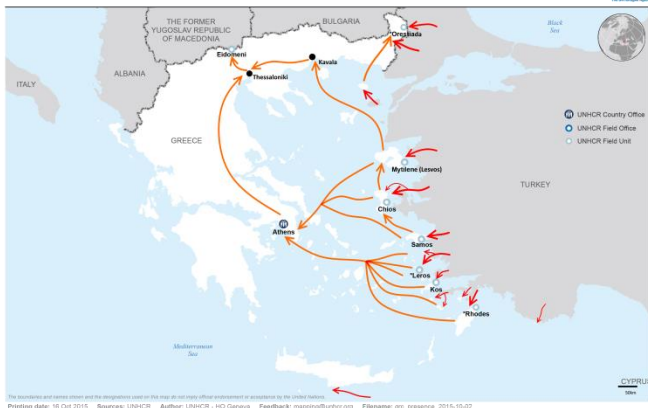 THE FORMER
YUGOSLAV REPUBLIC
OF MACEDONIA
BULGARIA
Black
Sea
*Orestiada
Eidomeni
Kavala
Thessaloniki
ALBANIA
ITALY
GREECE
UNHCR Country Office
UNHCR Field Office
UNHCR Field Unit
Mytilene (Lesvos)
TURKEY
Chios
Athens
Samos
*Leros
Kos
*Rhodes
Mediterranean
Sea
CYPRUS
50km
The boundaries and names shown and the designations used on this map do not imply official endorsement or acceptance by the United Nations.
Printing date: 16 Oct 2015 Sources: UNHCR Author: UNHCR - HQ Geneva Feedback: mapping@unhcr.org Filename: grc_presence_2015-10-02